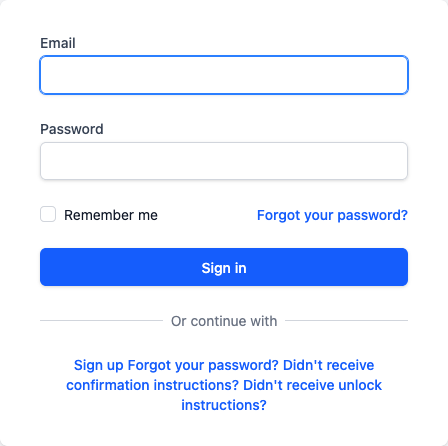 Email
Password
Remember me
Forgot your password?
Sign in
Or continue with
Sign up Forgot your password? Didn't receive
confirmation instructions? Didn't receive unlock
instructions?